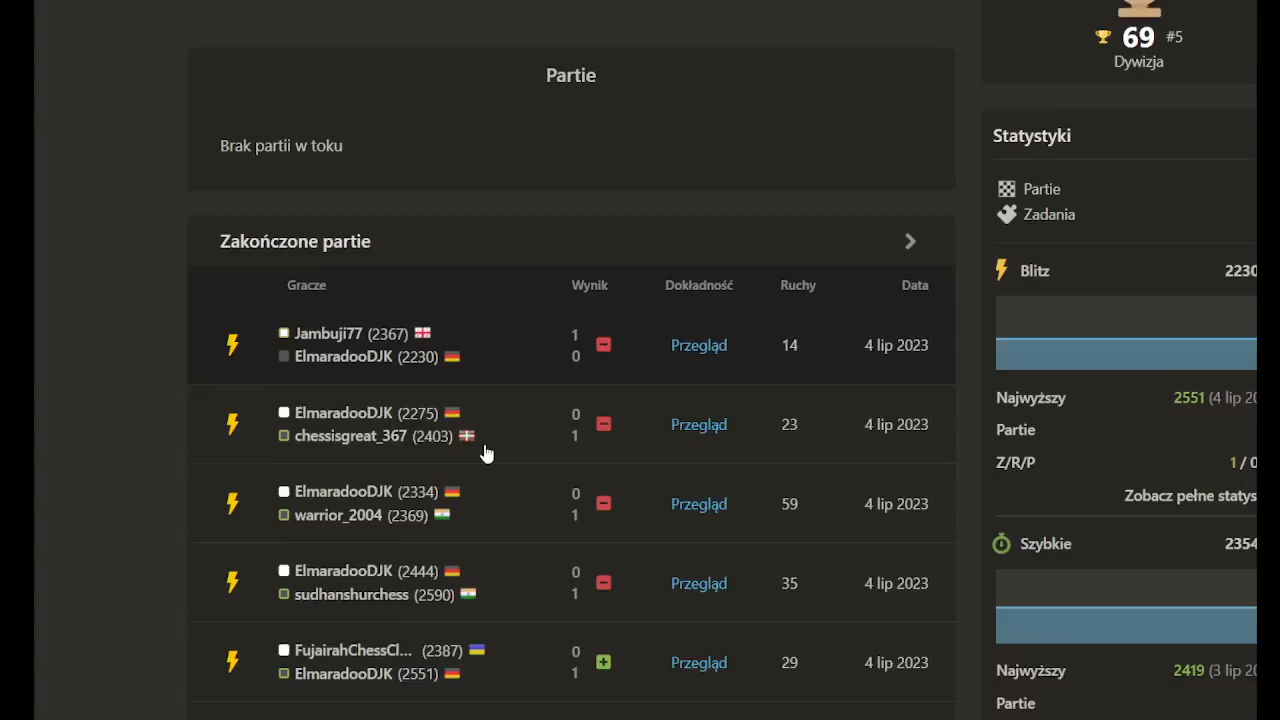 69 #5
Dywizja
Partie
Brak partii w toku
Zakończone partie
Gracze Wynik Dokładność Ruchy Data
Jambuji77 (2367) 1
ElmaradooDJK (2230) 0
Przegląd 14 4 lip 2023
ElmaradooDJK (2275) 0
chessisgreat_367 (2403) 1
Przegląd 23 4 lip 2023
ElmaradooDJK (2334) 0
warrior_2004 (2369) 1
Przegląd 59 4 lip 2023
ElmaradooDJK (2444) 0
sudhanshurchess (2590) 1
Przegląd 35 4 lip 2023
FujairahChessCl... (2387) 0
ElmaradooDJK (2551) 1
Przegląd 29 4 lip 2023
Statystyki
Partie
Zadania
Blitz 2230
Najwyższy 2551 (4 lip 20
Partie
Z/R/P 1 / 0
Zobacz pełne statys
Szybkie 2354
Najwyższy 2419 (3 lip 20
Partie